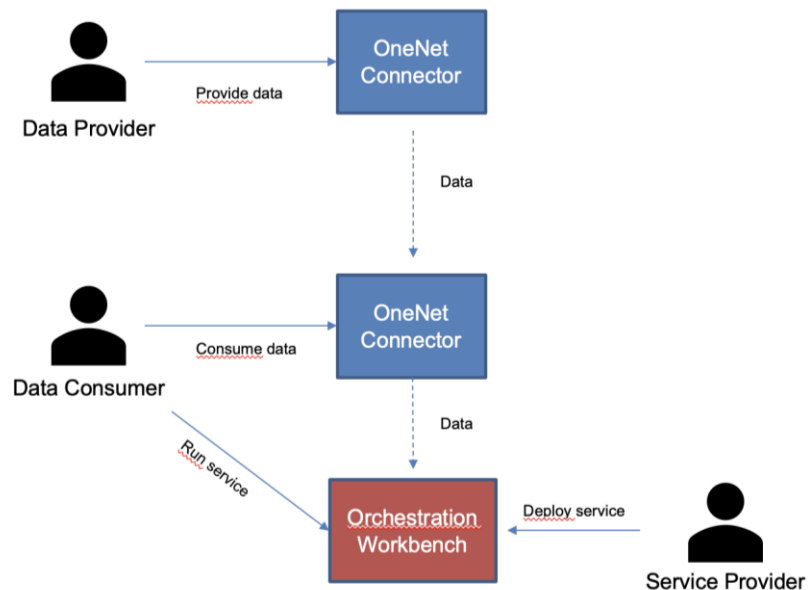 OneNet
Connector
Provide data
Data Provider
Data
OneNet
Connector
Consume data
Data Consumer
Data
Run service
Orchestration
Workbench
Deploy service
Service Provider